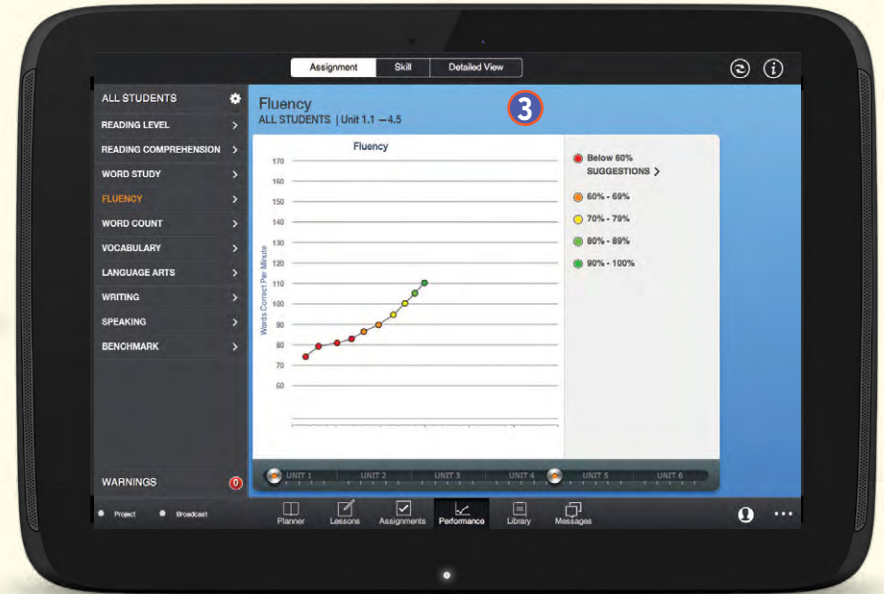 Assignment Skill Detailed View
ALL STUDENTS
READING LEVEL
READING COMPREHENSION
WORD STUDY
FLUENCY
WORD COUNT
VOCABULARY
LANGUAGE ARTS
WRITING
SPEAKING
BENCHMARK
WARNINGS 0
Fluency
ALL STUDENTS | Unit 1.1 – 4.5
3
Fluency
Words Correct Per Minute
170
160
150
140
130
120
110
100
90
80
70
60
Below 60%
SUGGESTIONS >
60% - 69%
70% - 79%
80% - 89%
90% - 100%
UNIT 1 UNIT 2 UNIT 3 UNIT 4 UNIT 5 UNIT 6
Project Broadcast
Planner Lessons Assignments Performance Library Messages